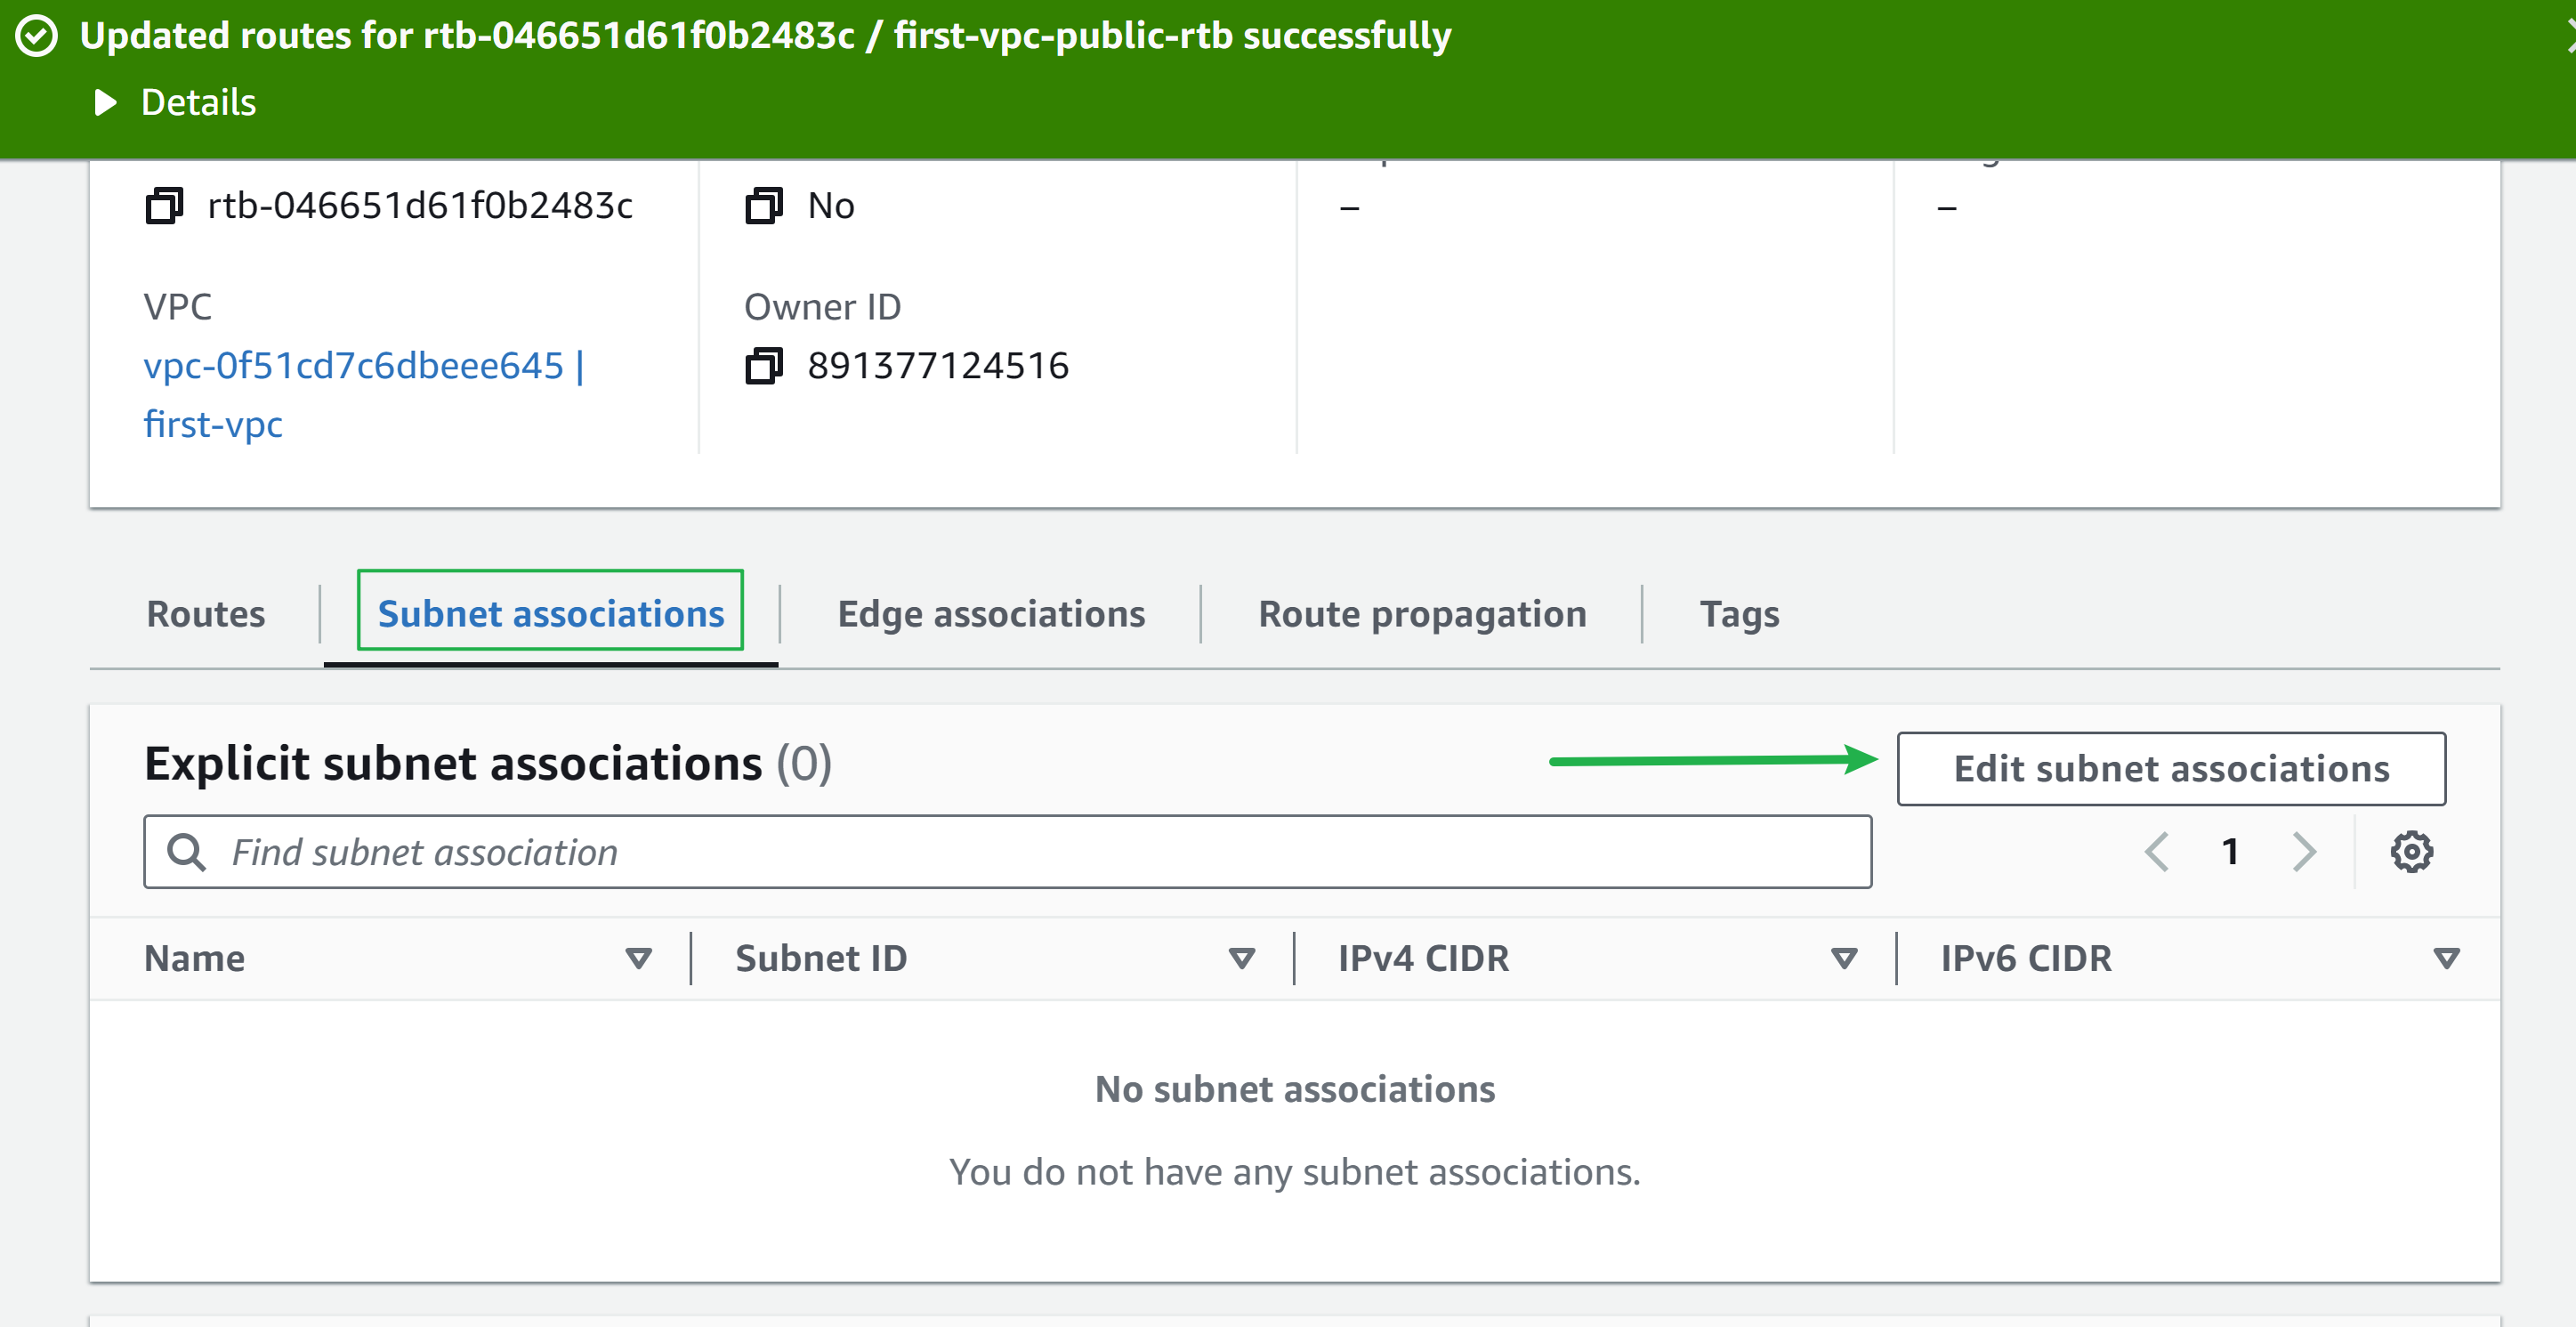 Updated routes for rtb-046651d61f0b2483c / first-vpc-public-rtb successfully
Details
rtb-046651d61f0b2483c
No
–
–
VPC
Owner ID
vpc-0f51cd7c6dbeee645 |
first-vpc
891377124516
Routes
Subnet associations
Edge associations
Route propagation
Tags
Explicit subnet associations (0)
Edit subnet associations
Find subnet association
1
Name
Subnet ID
IPv4 CIDR
IPv6 CIDR
No subnet associations
You do not have any subnet associations.